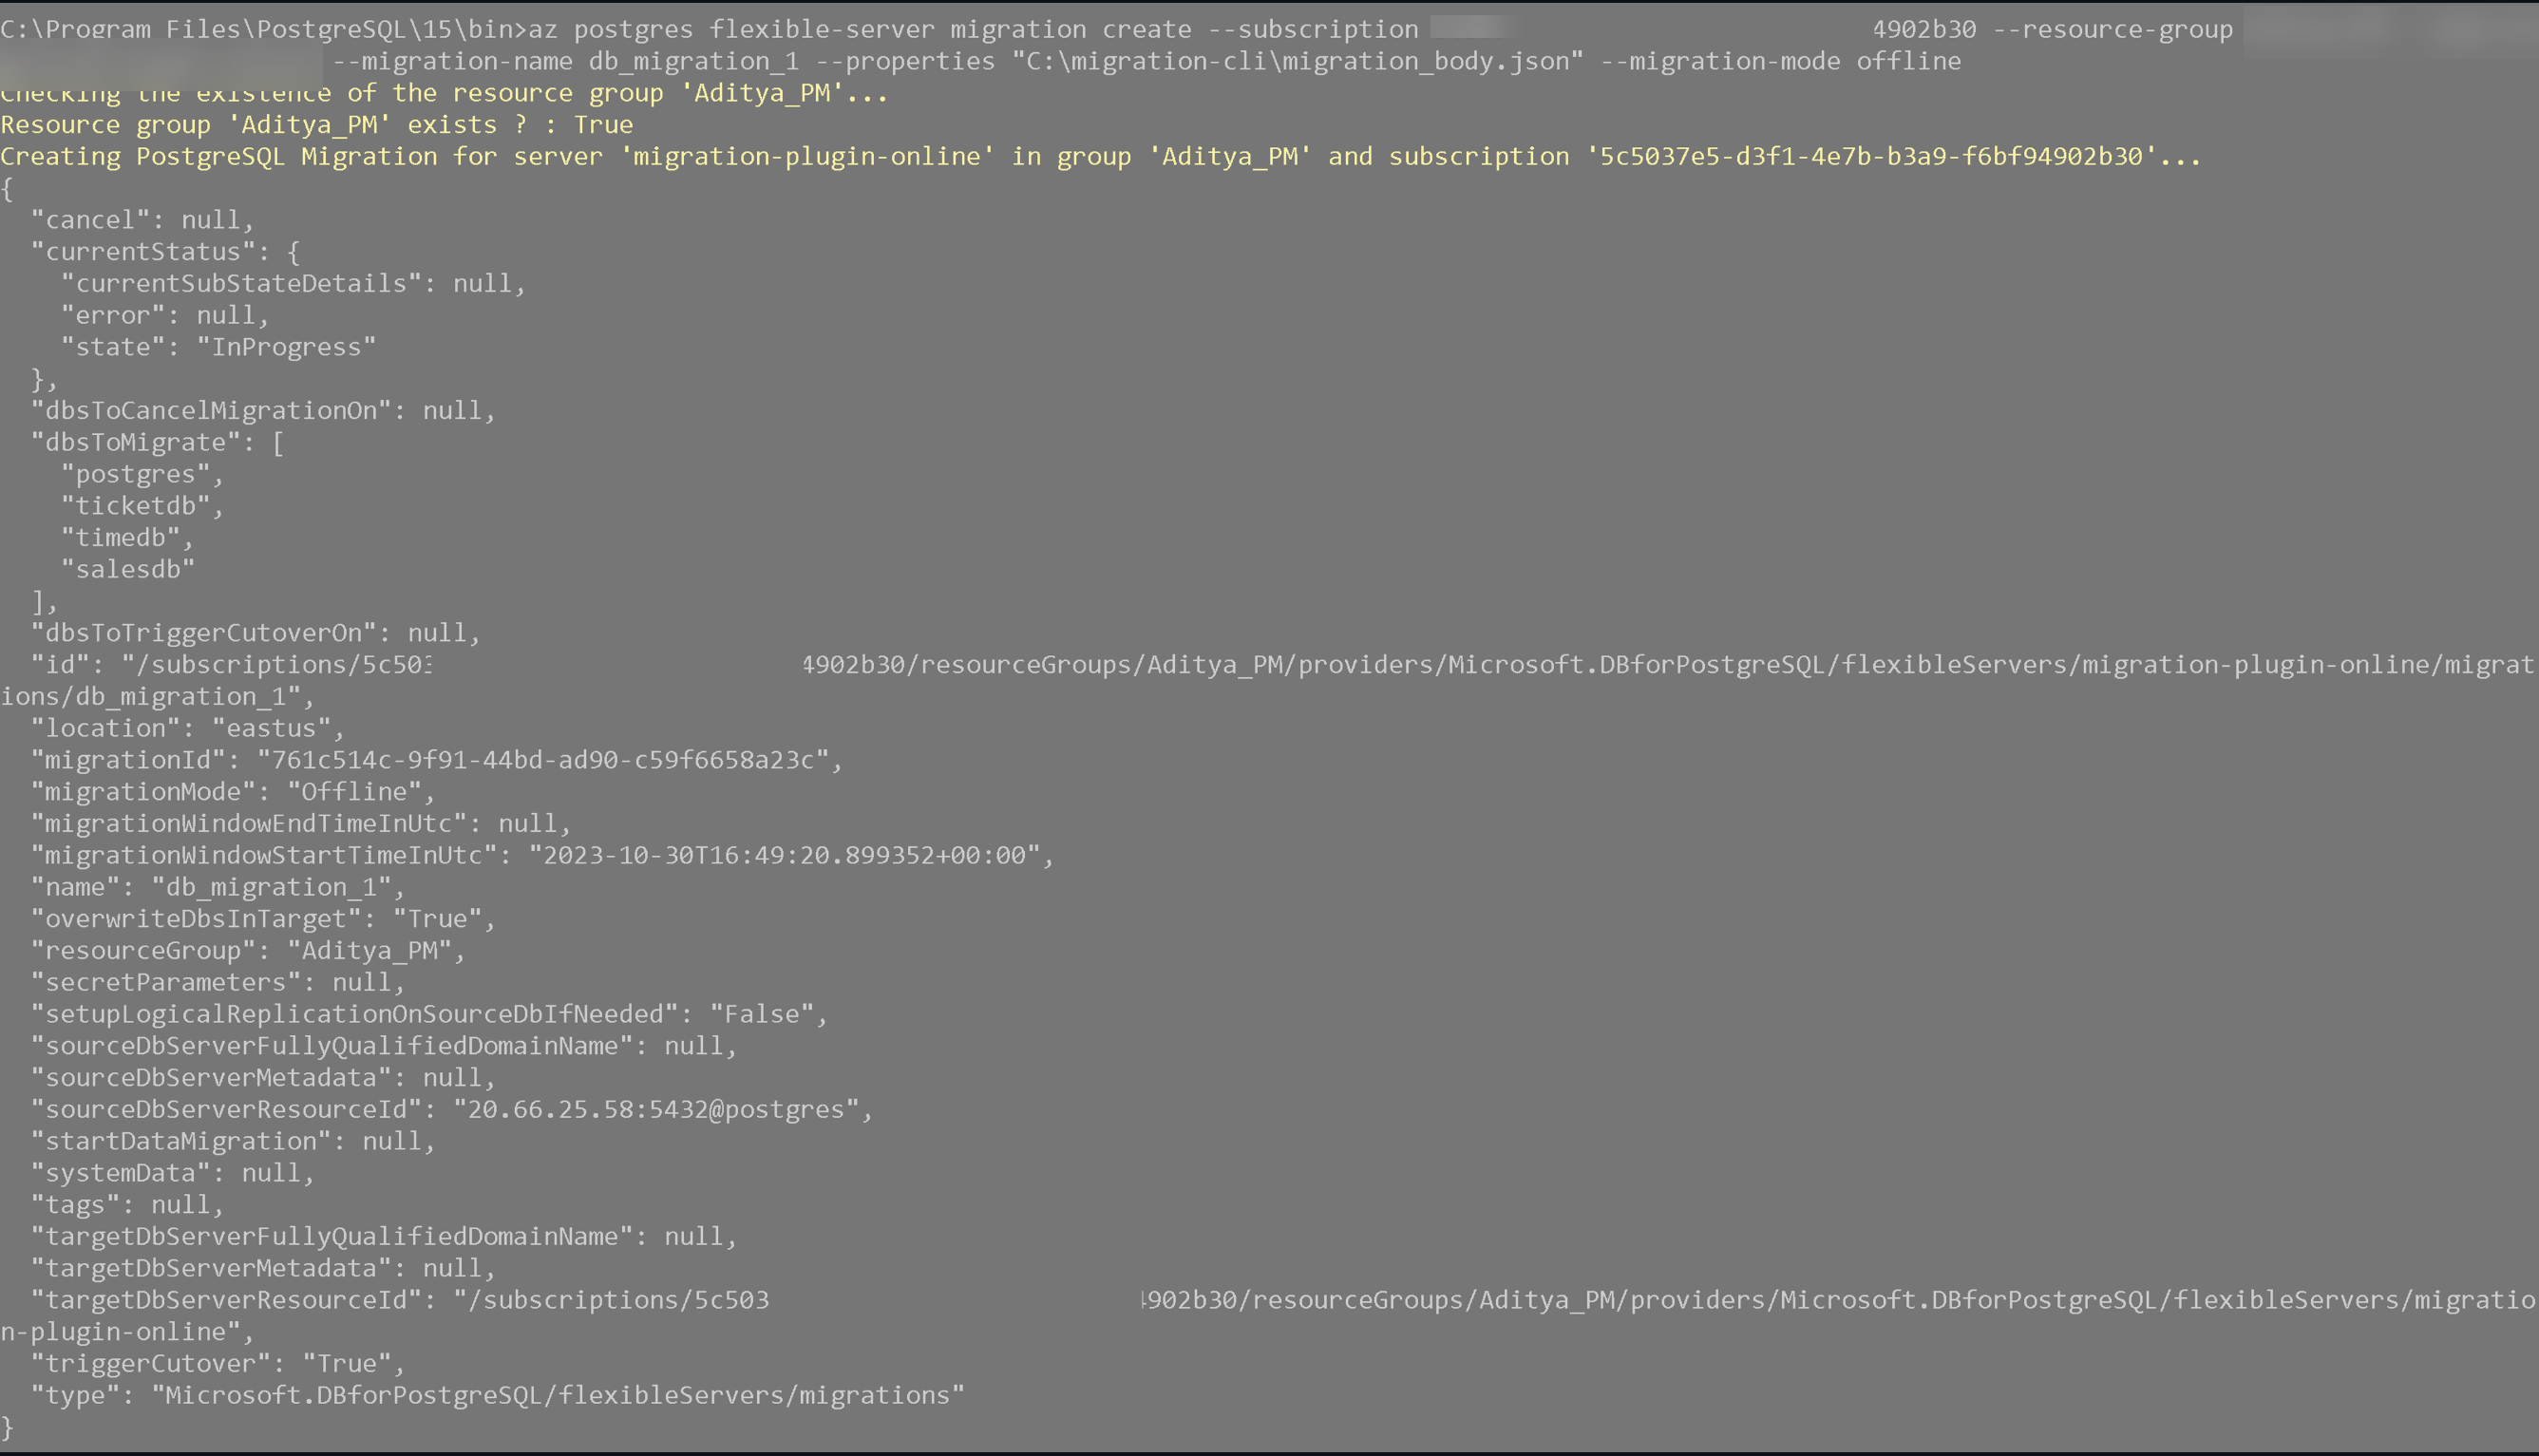 C:\Program Files\PostgreSQL\15\bin>az postgres flexible-server migration create --subscription 4902b30 --resource-group
--migration-name db_migration_1 --properties "C:\migration-cli\migration_body.json" --migration-mode offline
Checking the existence of the resource group 'Aditya_PM'...
Resource group 'Aditya_PM' exists ? : True
Creating PostgreSQL Migration for server 'migration-plugin-online' in group 'Aditya_PM' and subscription '5c5037e5-d3f1-4e7b-b3a9-f6bf94902b30'...
{
  "cancel": null,
  "currentStatus": {
    "currentSubStateDetails": null,
    "error": null,
    "state": "InProgress"
  },
  "dbsToCancelMigrationOn": null,
  "dbsToMigrate": [
    "postgres",
    "ticketdb",
    "timedb",
    "salesdb"
  ],
  "dbsToTriggerCutoverOn": null,
  "id": "/subscriptions/5c503 4902b30/resourceGroups/Aditya_PM/providers/Microsoft.DBforPostgreSQL/flexibleServers/migration-plugin-online/migrat
ions/db_migration_1",
  "location": "eastus",
  "migrationId": "761c514c-9f91-44bd-ad90-c59f6658a23c",
  "migrationMode": "Offline",
  "migrationWindowEndTimeInUtc": null,
  "migrationWindowStartTimeInUtc": "2023-10-30T16:49:20.899352+00:00",
  "name": "db_migration_1",
  "overwriteDbsInTarget": "True",
  "resourceGroup": "Aditya_PM",
  "secretParameters": null,
  "setupLogicalReplicationOnSourceDbIfNeeded": "False",
  "sourceDbServerFullyQualifiedDomainName": null,
  "sourceDbServerMetadata": null,
  "sourceDbServerResourceId": "20.66.25.58:5432@postgres",
  "startDataMigration": null,
  "systemData": null,
  "tags": null,
  "targetDbServerFullyQualifiedDomainName": null,
  "targetDbServerMetadata": null,
  "targetDbServerResourceId": "/subscriptions/5c503 4902b30/resourceGroups/Aditya_PM/providers/Microsoft.DBforPostgreSQL/flexibleServers/migratio
n-plugin-online",
  "triggerCutover": "True",
  "type": "Microsoft.DBforPostgreSQL/flexibleServers/migrations"
}